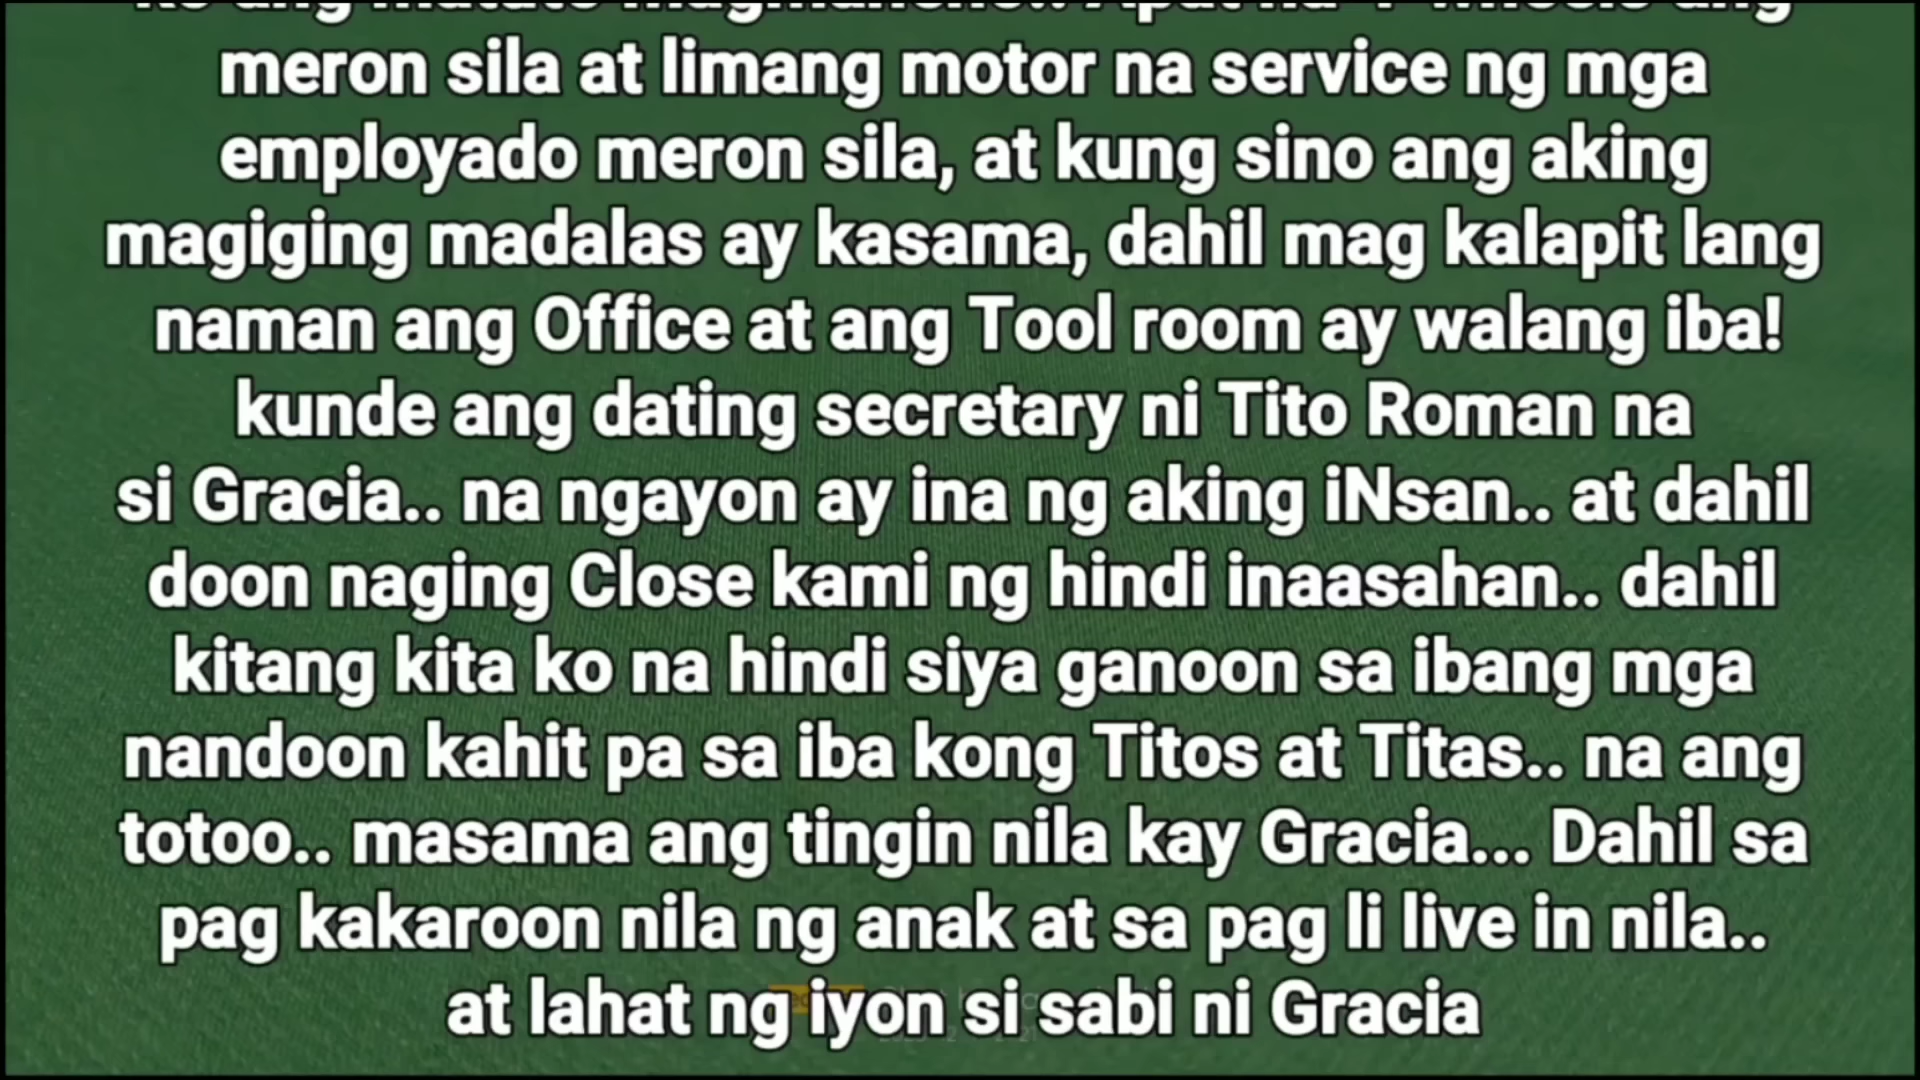 meron sila at limang motor na service ng mga
employado meron sila, at kung sino ang aking
magiging madalas ay kasama, dahil mag kalapit lang
naman ang Office at ang Tool room ay walang iba!
kunde ang dating secretary ni Tito Roman na
si Gracia.. na ngayon ay ina ng aking iNsan.. at dahil
doon naging Close kami ng hindi inaasahan.. dahil
kitang kita ko na hindi siya ganoon sa ibang mga
nandoon kahit pa sa iba kong Titos at Titas.. na ang
totoo.. masama ang tingin nila kay Gracia... Dahil sa
pag kakaroon nila ng anak at sa pag li live in nila..
at lahat ng iyon si sabi ni Gracia